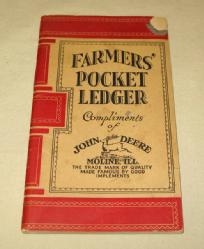 FARMERS'
POCKET
LEDGER
Compliments
of
JOHN DEERE
MOLINE, ILL.
THE TRADE MARK OF QUALITY
MADE FAMOUS BY GOOD
IMPLEMENTS